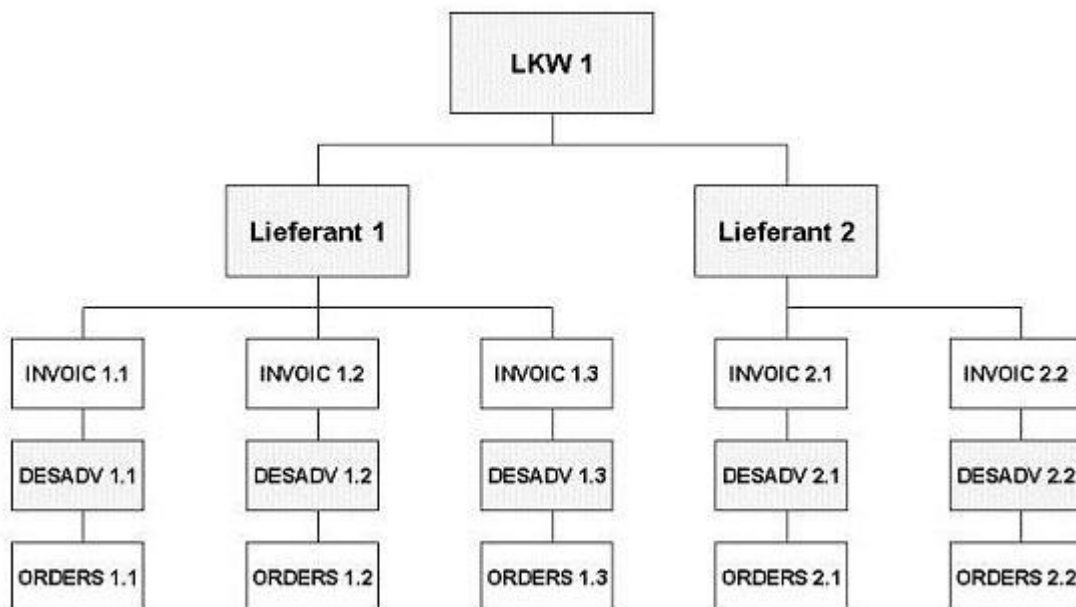 LKW 1
Lieferant 1
Lieferant 2
INVOIC 1.1
INVOIC 1.2
INVOIC 1.3
INVOIC 2.1
INVOIC 2.2
DESADV 1.1
DESADV 1.2
DESADV 1.3
DESADV 2.1
DESADV 2.2
ORDERS 1.1
ORDERS 1.2
ORDERS 1.3
ORDERS 2.1
ORDERS 2.2